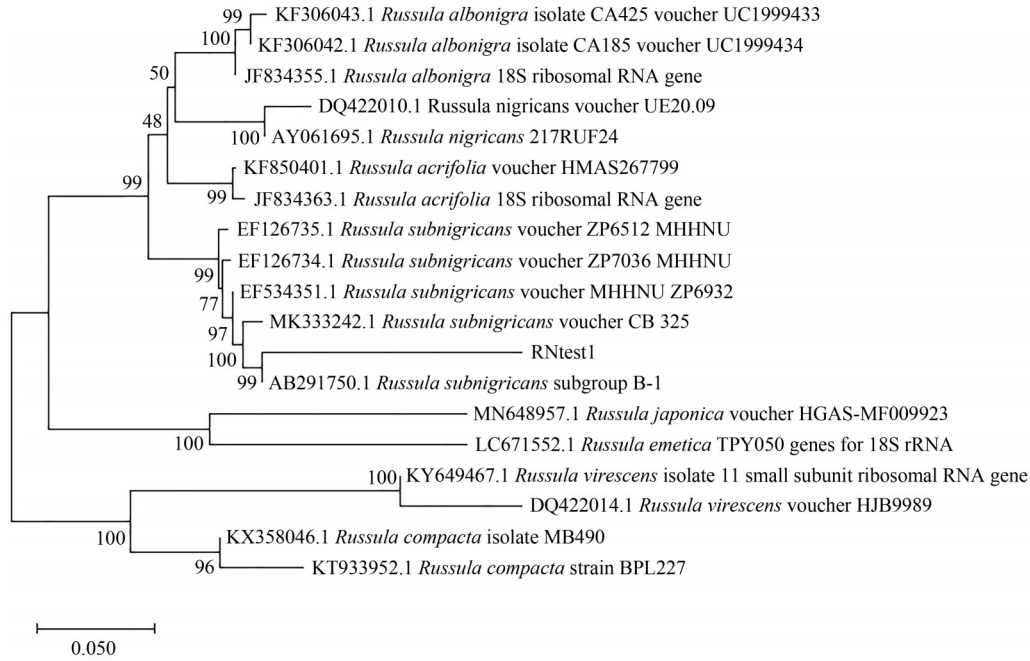 99
KF306043.1 Russula albonigra isolate CA425 voucher UC1999433
100
KF306042.1 Russula albonigra isolate CA185 voucher UC1999434
50
JF834355.1 Russula albonigra 18S ribosomal RNA gene
DQ422010.1 Russula nigricans voucher UE20.09
48
100
AY061695.1 Russula nigricans 217RUF24
KF850401.1 Russula acrifolia voucher HMAS267799
99
99
JF834363.1 Russula acrifolia 18S ribosomal RNA gene
EF126735.1 Russula subnigricans voucher ZP6512 MHHNU
EF126734.1 Russula subnigricans voucher ZP7036 MHHNU
99
EF534351.1 Russula subnigricans voucher MHHNU ZP6932
77
MK333242.1 Russula subnigricans voucher CB 325
97
RNtest1
100
99
AB291750.1 Russula subnigricans subgroup B-1
MN648957.1 Russula japonica voucher HGAS-MF009923
100
LC671552.1 Russula emetica TPY050 genes for 18S rRNA
100
KY649467.1 Russula virescens isolate 11 small subunit ribosomal RNA gene
DQ422014.1 Russula virescens voucher HJB9989
100
KX358046.1 Russula compacta isolate MB490
96
KT933952.1 Russula compacta strain BPL227
0.050